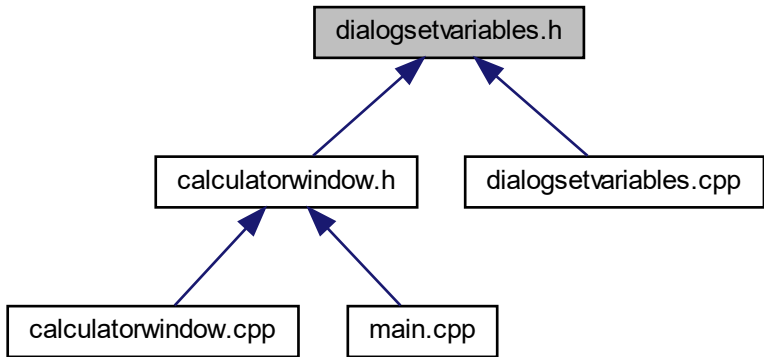 dialogsetvariables.h
calculatorwindow.h
dialogsetvariables.cpp
calculatorwindow.cpp
main.cpp